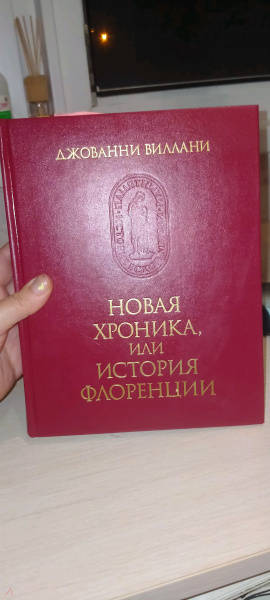 ДЖОВАННИ ВИЛЛАНИ
НОВАЯ
ХРОНИКА,
ИЛИ
ИСТОРИЯ
ФЛОРЕНЦИИ